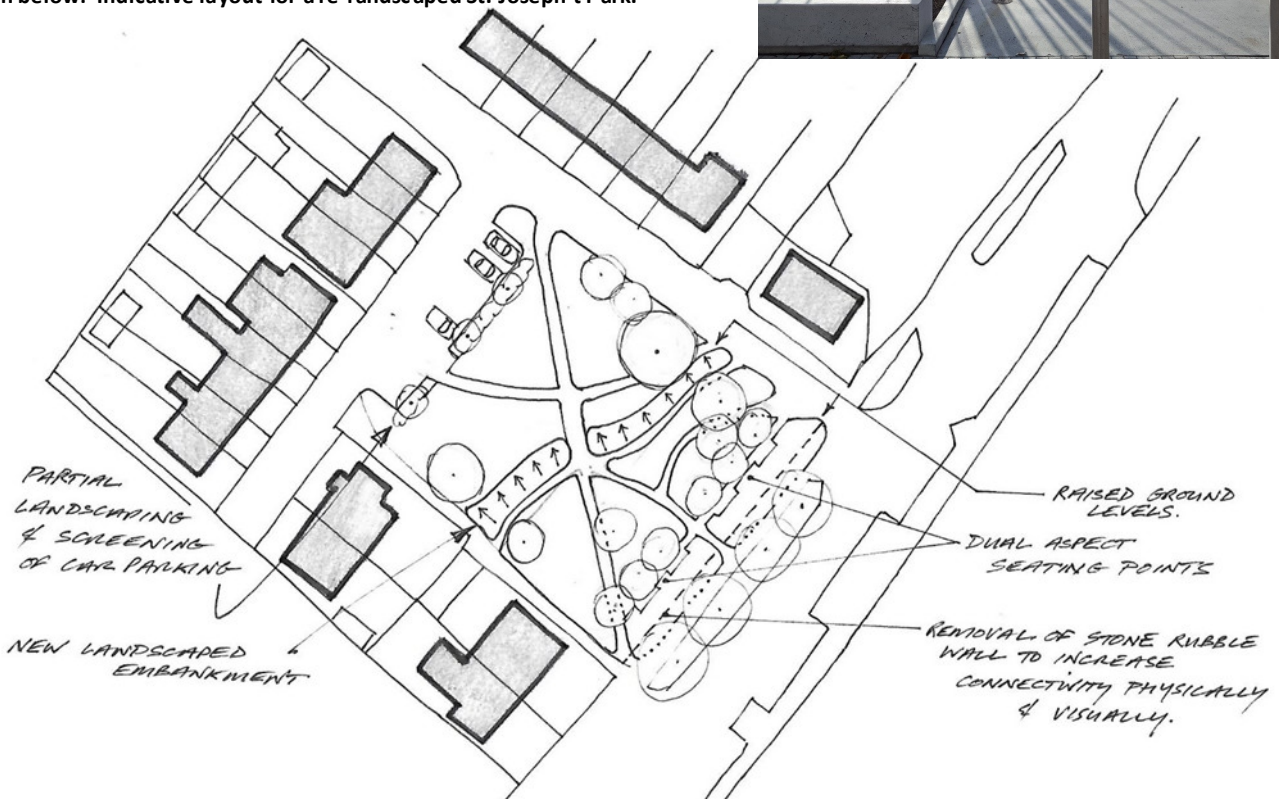 n below: Indicative layout for a re-landscaped St. Joseph's Park.
PARTIAL
LANDSCAPING
& SCREENING
OF CAR PARKING
NEW LANDSCAPED
EMBANKMENT
RAISED GROUND
LEVELS.
DUAL ASPECT
SEATING POINTS
REMOVAL OF STONE RUBBLE
WALL TO INCREASE
CONNECTIVITY PHYSICALLY
& VISUALLY.